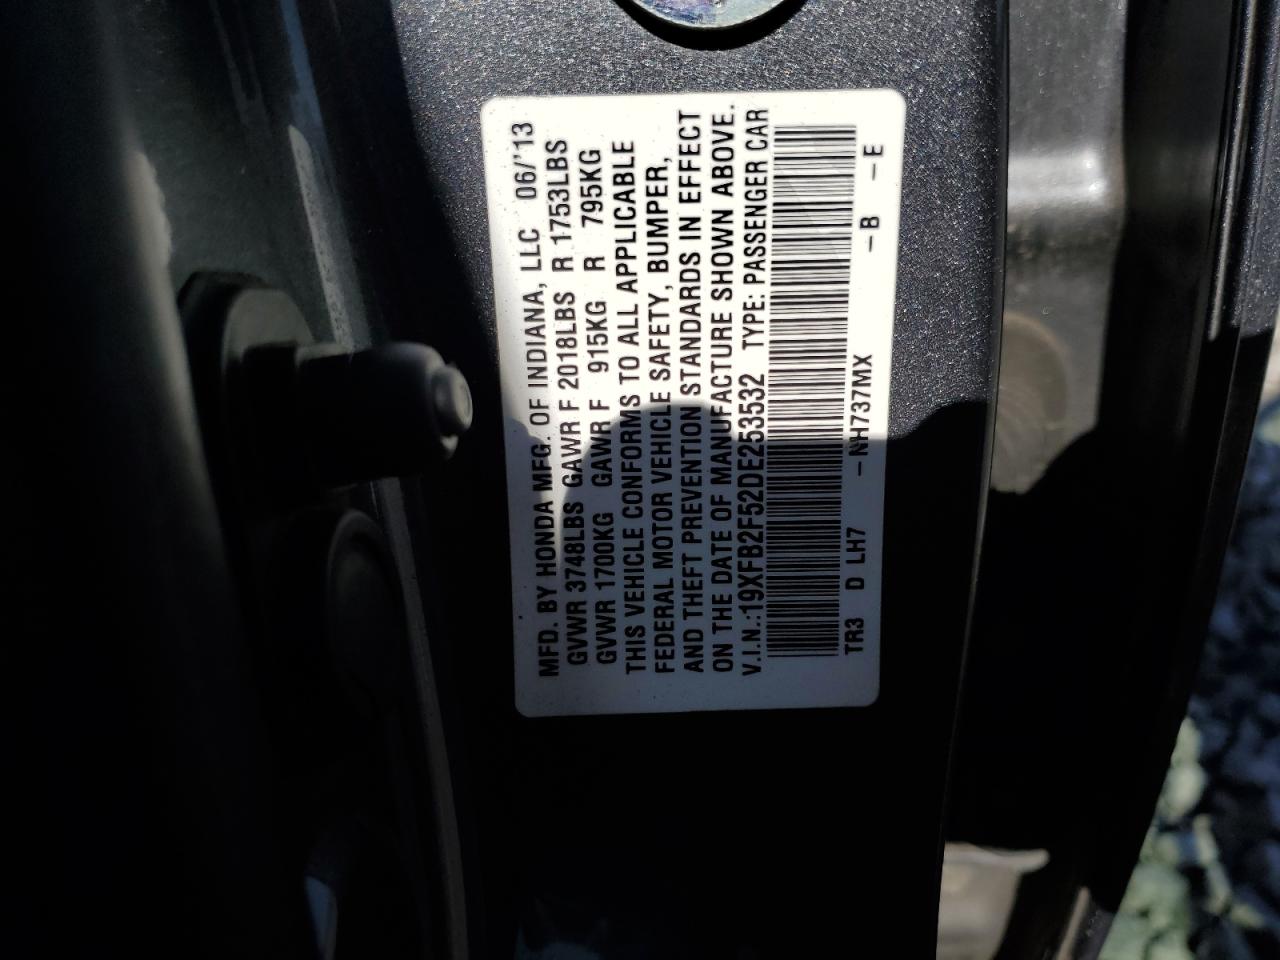 MFD. BY HONDA MFG. OF INDIANA, LLC 06/'13
GVWR 3748LBS GAWR F 2018LBS R 1753LBS
GVWR 1700KG GAWR F 915KG R 795KG
THIS VEHICLE CONFORMS TO ALL APPLICABLE
FEDERAL MOTOR VEHICLE SAFETY, BUMPER,
AND THEFT PREVENTION STANDARDS IN EFFECT
ON THE DATE OF MANUFACTURE SHOWN ABOVE.
V.I.N.:19XFB2F52DE253532 TYPE: PASSENGER CAR
TR3 D LH7 –NH737MX –B –E